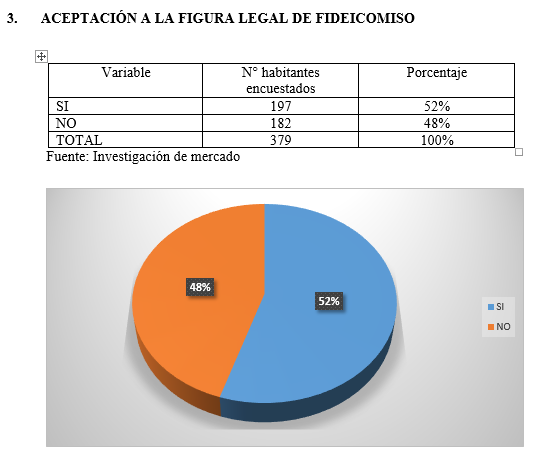 3. ACEPTACIÓN A LA FIGURA LEGAL DE FIDEICOMISO
Variable N° habitantes encuestados Porcentaje
SI 197 52%
NO 182 48%
TOTAL 379 100%
Fuente: Investigación de mercado
48%
52%
SI
NO